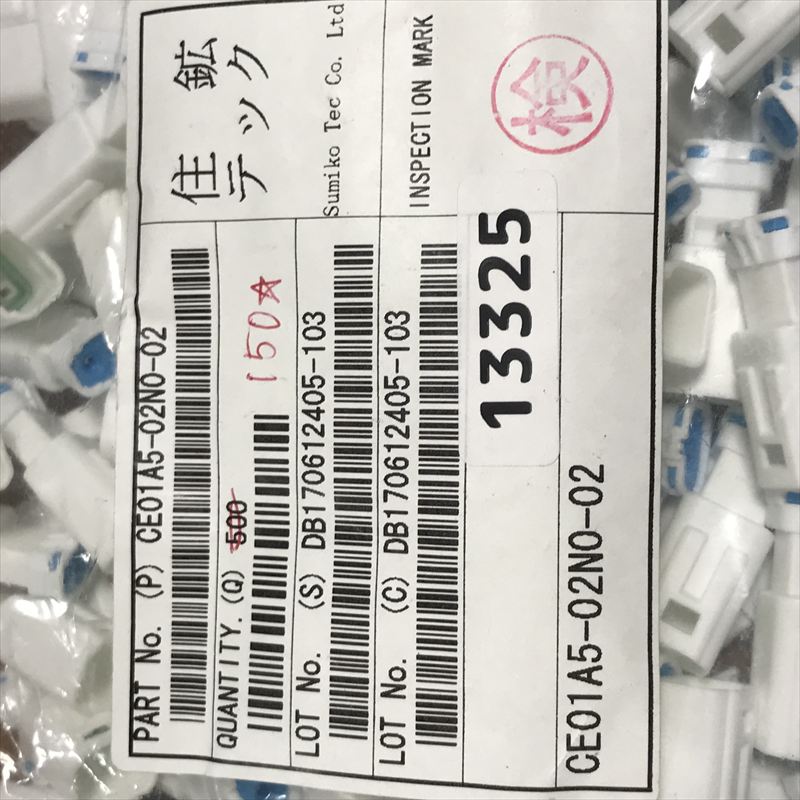 住鉱
テック
Sumiko Tec Co. Ltd
INSPECTION MARK
検
PART No. (P) CE01A5-02N0-02
QUANTITY. (Q) 500 150☆
LOT No. (S) DB170612405-103
LOT No. (C) DB170612405-103
13325
CE01A5-02N0-02